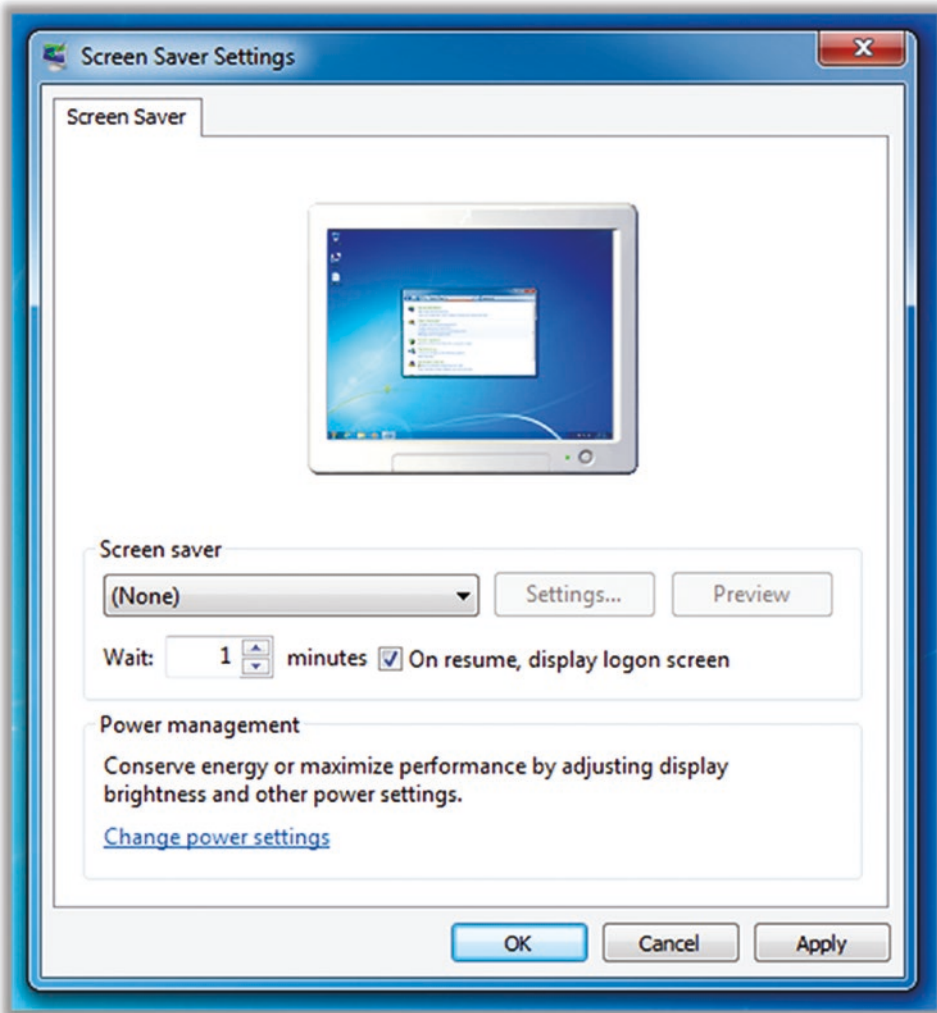 Screen Saver Settings
Screen Saver
Screen saver
(None)
Settings...
Preview
Wait: 1 minutes On resume, display logon screen
Power management
Conserve energy or maximize performance by adjusting display
brightness and other power settings.
Change power settings
OK Cancel Apply